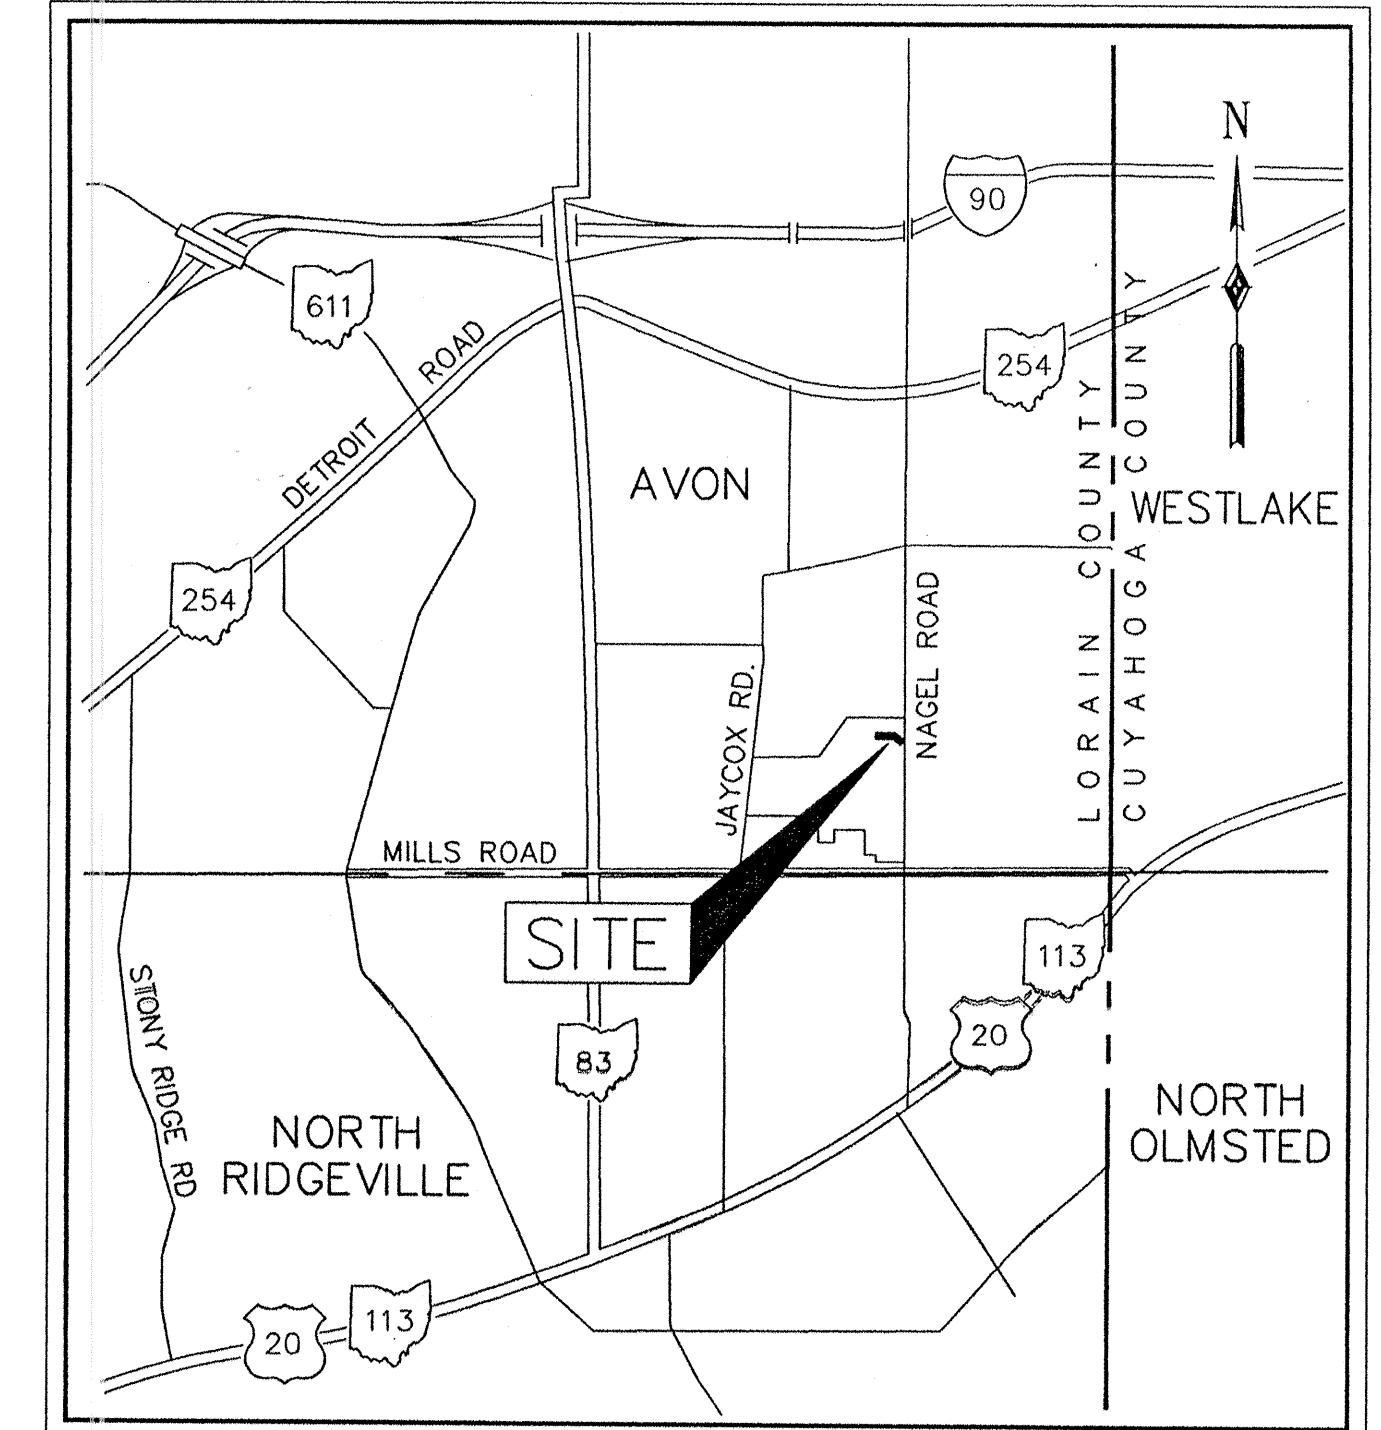 N
90
611
254
DETROIT ROAD
AVON
WESTLAKE
254
LORAIN COUNTY
CUYAHOGA COUNTY
NAGEL ROAD
JAYCOX RD.
MILLS ROAD
SITE
113
20
83
STONY RIDGE RD
NORTH
RIDGEVILLE
NORTH
OLMSTED
113
20